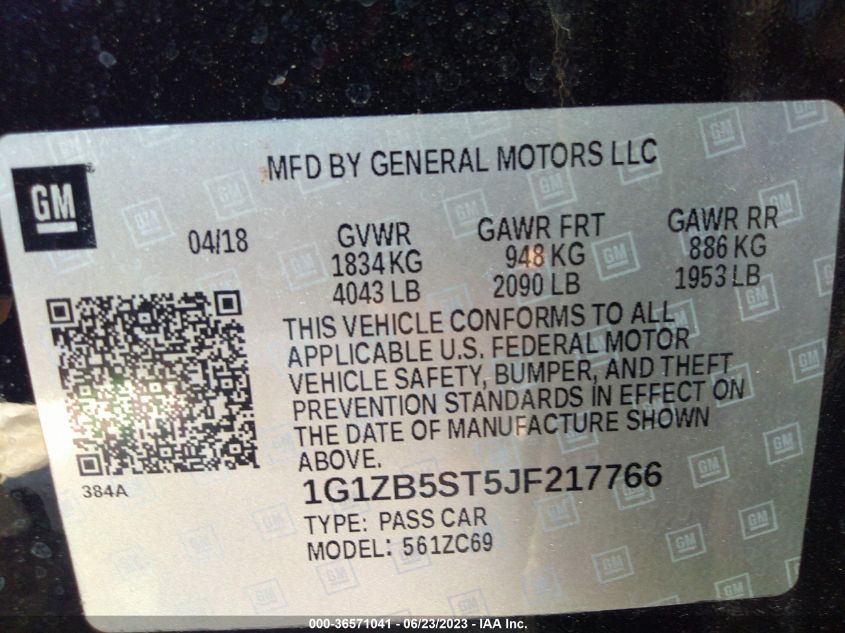 MFD BY GENERAL MOTORS LLC
GM
04/18
GVWR
1834 KG
4043 LB
GAWR FRT
948 KG
2090 LB
GAWR RR
886 KG
1953 LB
THIS VEHICLE CONFORMS TO ALL
APPLICABLE U.S. FEDERAL MOTOR
VEHICLE SAFETY, BUMPER, AND THEFT
PREVENTION STANDARDS IN EFFECT ON
THE DATE OF MANUFACTURE SHOWN
ABOVE.
384A
1G1ZB5ST5JF217766
TYPE: PASS CAR
MODEL: 561ZC69
000-36571041 - 06/23/2023 - IAA Inc.